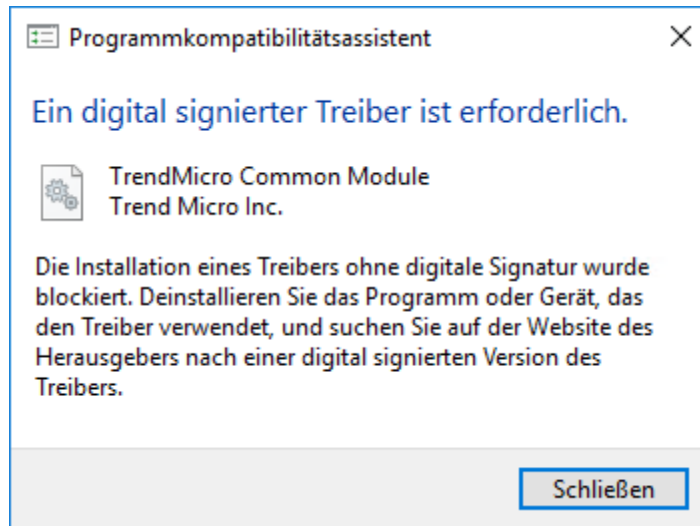 Programmkompatibilitätsassistent
Ein digital signierter Treiber ist erforderlich.
TrendMicro Common Module
Trend Micro Inc.
Die Installation eines Treibers ohne digitale Signatur wurde
blockiert. Deinstallieren Sie das Programm oder Gerät, das
den Treiber verwendet, und suchen Sie auf der Website des
Herausgebers nach einer digital signierten Version des
Treibers.
Schließen